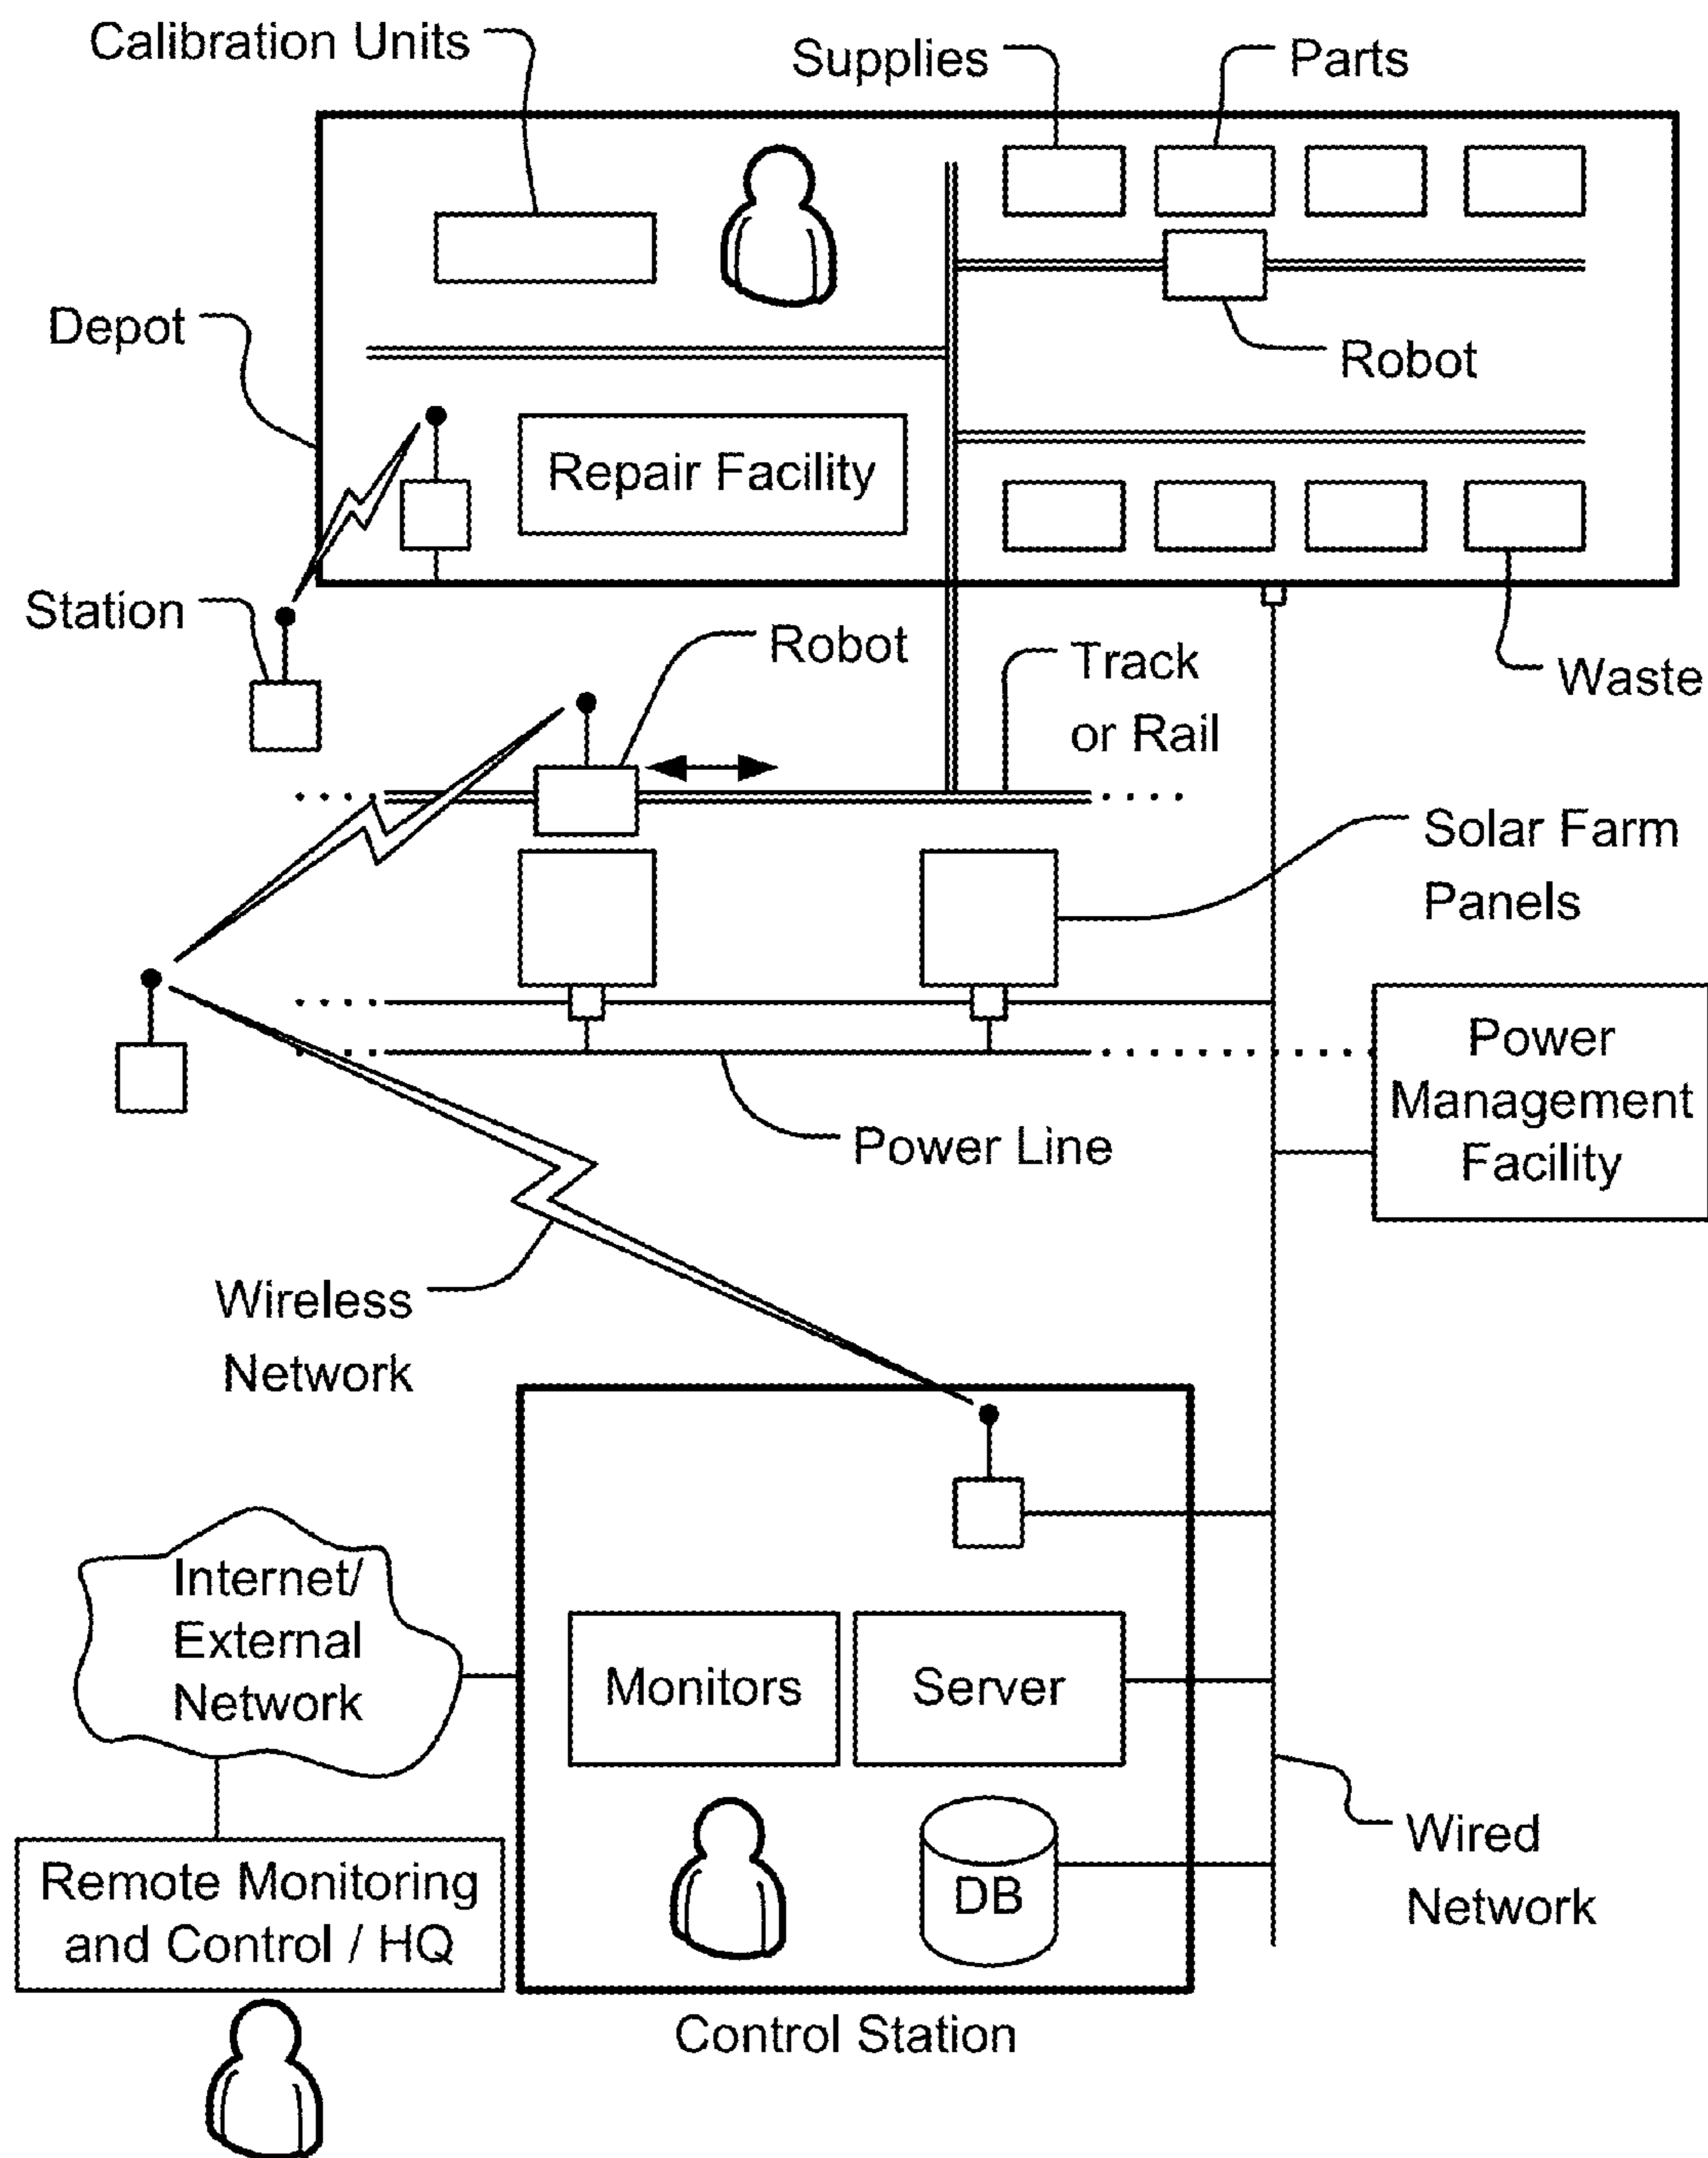 Calibration Units
Supplies
Parts
Depot
Robot
Repair Facility
Station
Robot
Track
or Rail
Waste
Solar Farm
Panels
Power
Management
Facility
Power Line
Wireless
Network
Internet/
External
Network
Monitors
Server
Wired
Network
Remote Monitoring
and Control / HQ
DB
Control Station